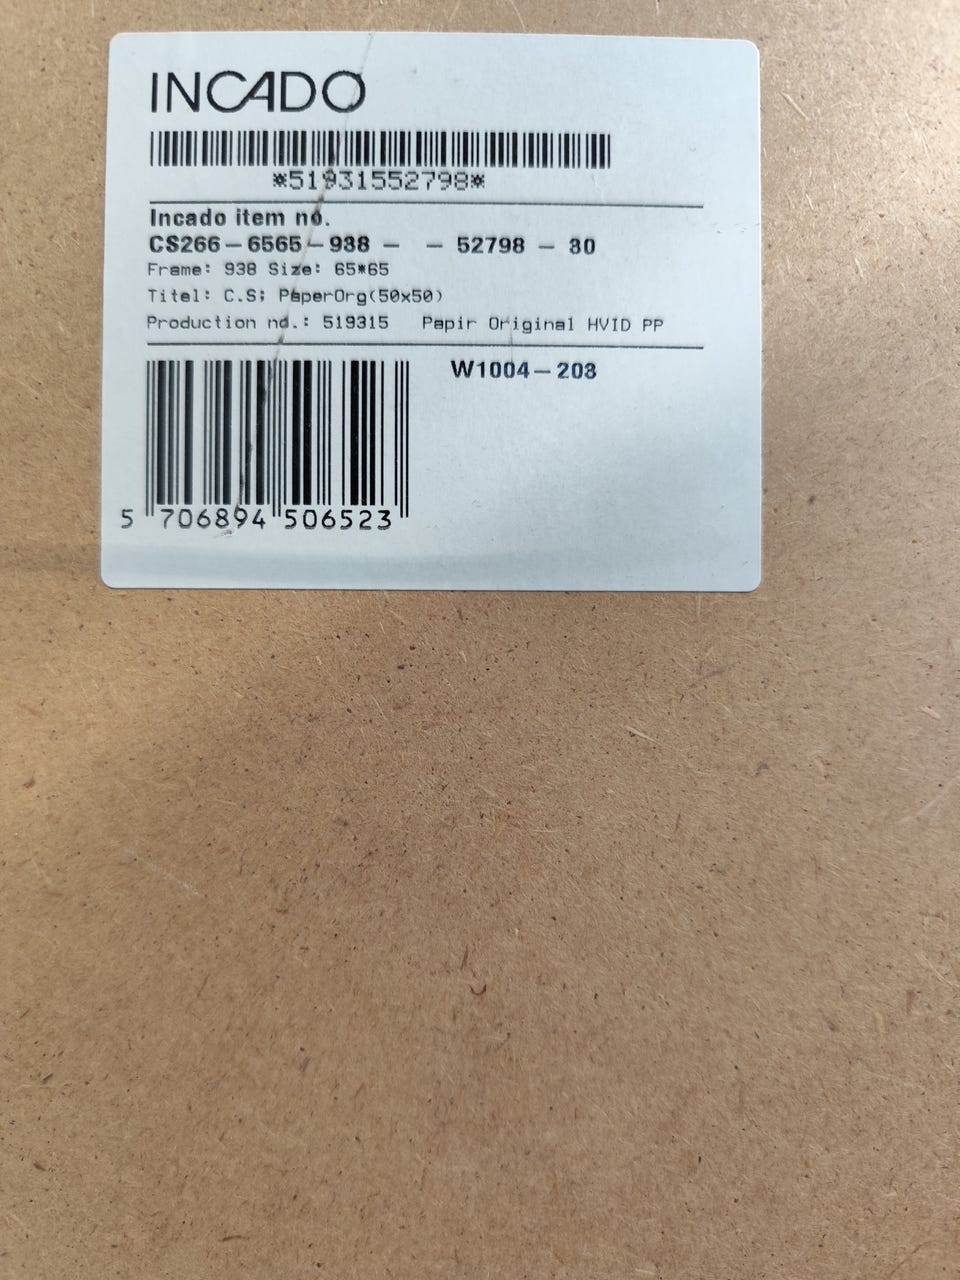 INCADO
*51931552798*
Incado item no.
CS266-6565-938 - - 52798 - 30
Frame: 938 Size: 65*65
Titel: C.S: PaperOrg(50x50)
Production no.: 519315 Papir Original HVID PP
W1004-208
5 706894 506523